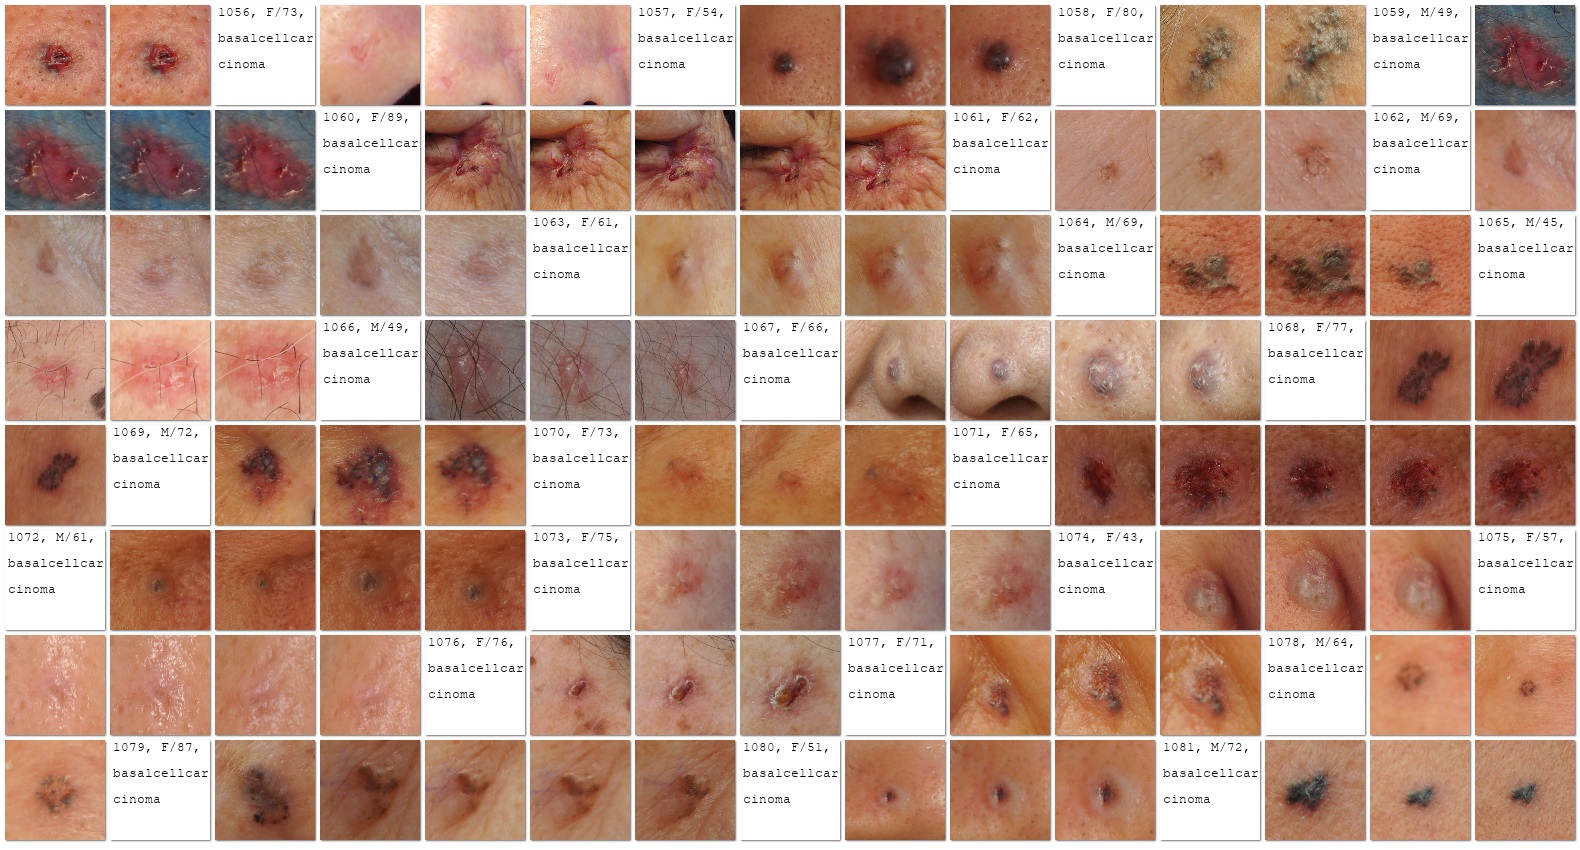 1056, F/73,
basalcellcar
cinoma
1057, F/54,
basalcellcar
cinoma
1058, F/80,
basalcellcar
cinoma
1059, M/49,
basalcellcar
cinoma
1060, F/89,
basalcellcar
cinoma
1061, F/62,
basalcellcar
cinoma
1062, M/69,
basalcellcar
cinoma
1063, F/61,
basalcellcar
cinoma
1064, M/69,
basalcellcar
cinoma
1065, M/45,
basalcellcar
cinoma
1066, M/49,
basalcellcar
cinoma
1067, F/66,
basalcellcar
cinoma
1068, F/77,
basalcellcar
cinoma
1069, M/72,
basalcellcar
cinoma
1070, F/73,
basalcellcar
cinoma
1071, F/65,
basalcellcar
cinoma
1072, M/61,
basalcellcar
cinoma
1073, F/75,
basalcellcar
cinoma
1074, F/43,
basalcellcar
cinoma
1075, F/57,
basalcellcar
cinoma
1076, F/76,
basalcellcar
cinoma
1077, F/71,
basalcellcar
cinoma
1078, M/64,
basalcellcar
cinoma
1079, F/87,
basalcellcar
cinoma
1080, F/51,
basalcellcar
cinoma
1081, M/72,
basalcellcar
cinoma